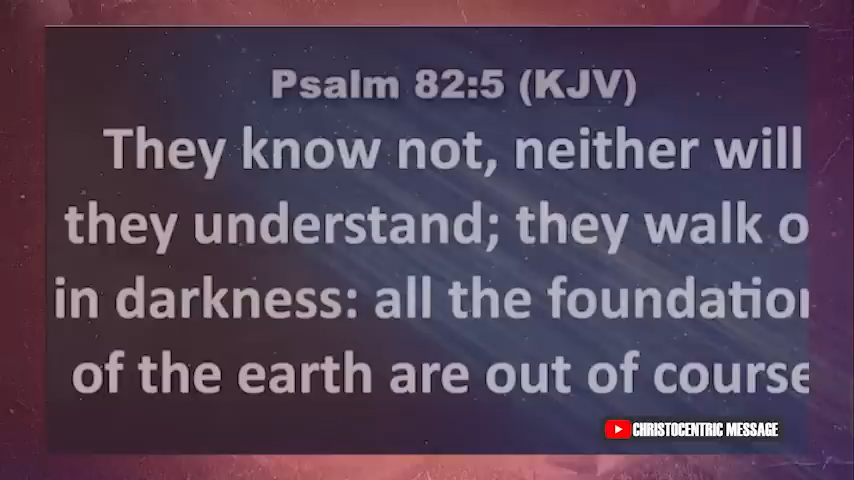 Psalm 82:5 (KJV)
They know not, neither will
they understand; they walk o
in darkness: all the foundation
of the earth are out of course
CHRISTOCENTRIC MESSAGE